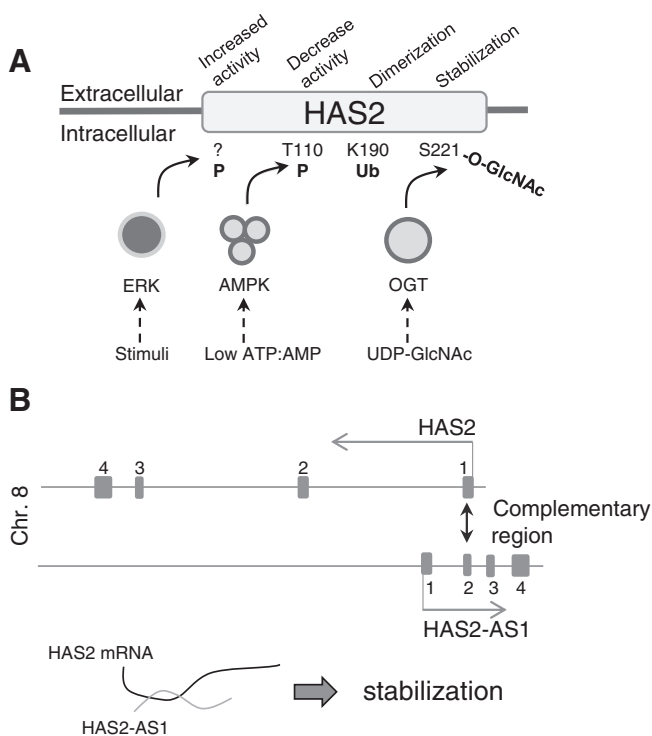 A
Increased
activity
Decrease
activity
Dimerization
Stabilization
Extracellular
HAS2
Intracellular
? T110 K190 S221-O-GlcNAc
P P Ub
ERK AMPK OGT
Stimuli Low ATP:AMP UDP-GlcNAc
B
HAS2
4 3 2 1
Chr. 8
Complementary
region
1 2 3 4
HAS2-AS1
HAS2 mRNA
stabilization
HAS2-AS1